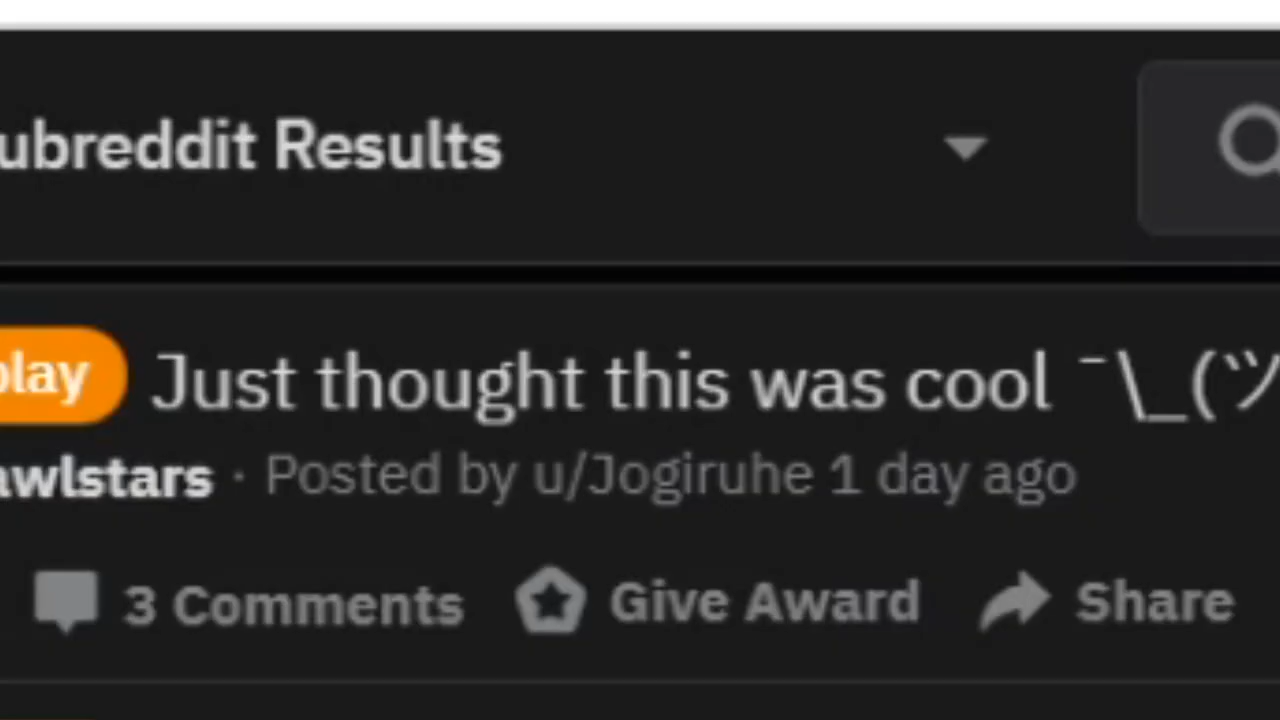 ubreddit Results
play Just thought this was cool ¯\_(ツ
awlstars · Posted by u/Jogiruhe 1 day ago
3 Comments Give Award Share